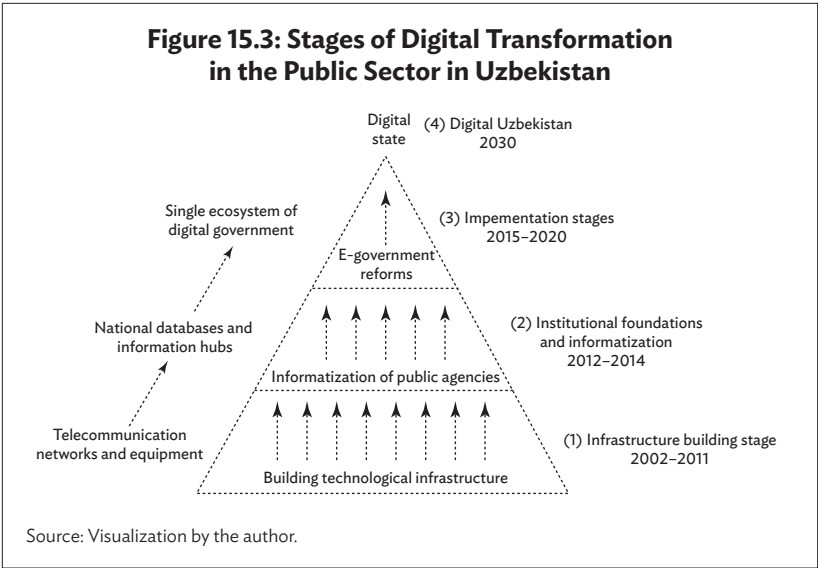 Figure 15.3: Stages of Digital Transformation
in the Public Sector in Uzbekistan
Digital
state
(4) Digital Uzbekistan
2030
Single ecosystem of
digital government
(3) Impementation stages
2015–2020
E-government
reforms
National databases and
information hubs
(2) Institutional foundations
and informatization
2012–2014
Informatization of public agencies
Telecommunication
networks and equipment
(1) Infrastructure building stage
2002–2011
Building technological infrastructure
Source: Visualization by the author.